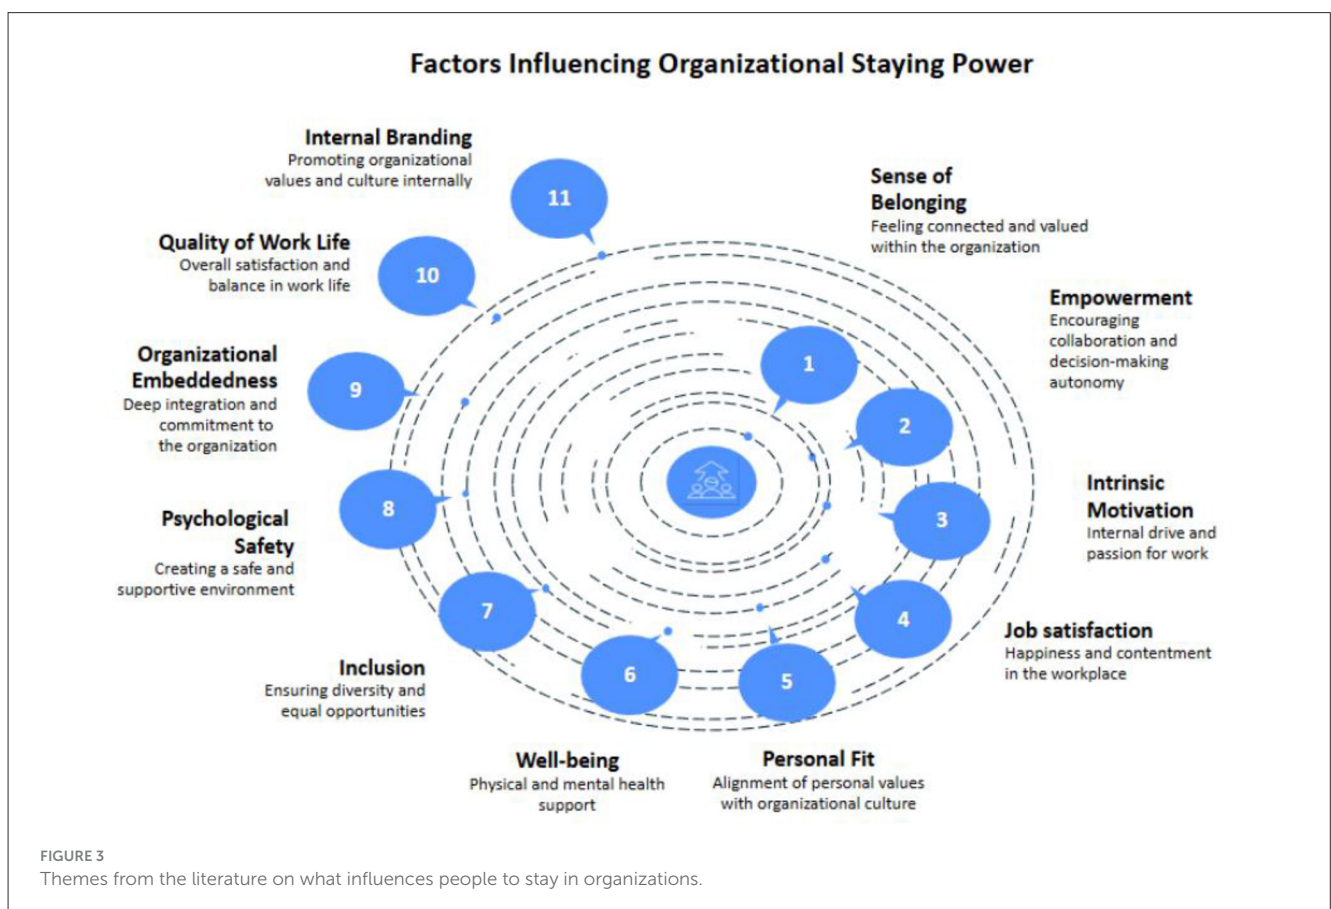 Factors Influencing Organizational Staying Power
Internal Branding
Promoting organizational
values and culture internally
11
Sense of
Belonging
Feeling connected and valued
within the organization
Quality of Work Life
Overall satisfaction and
balance in work life
10
Empowerment
Encouraging
collaboration and
decision-making
autonomy
1
Organizational
Embeddedness
Deep integration and
commitment to
the organization
9
2
Intrinsic
Motivation
Internal drive and
passion for work
3
8
Psychological
Safety
Creating a safe and
supportive environment
7
4
Job satisfaction
Happiness and contentment
in the workplace
Inclusion
Ensuring diversity and
equal opportunities
6
5
Well-being
Physical and mental health
support
Personal Fit
Alignment of personal values
with organizational culture
FIGURE 3
Themes from the literature on what influences people to stay in organizations.